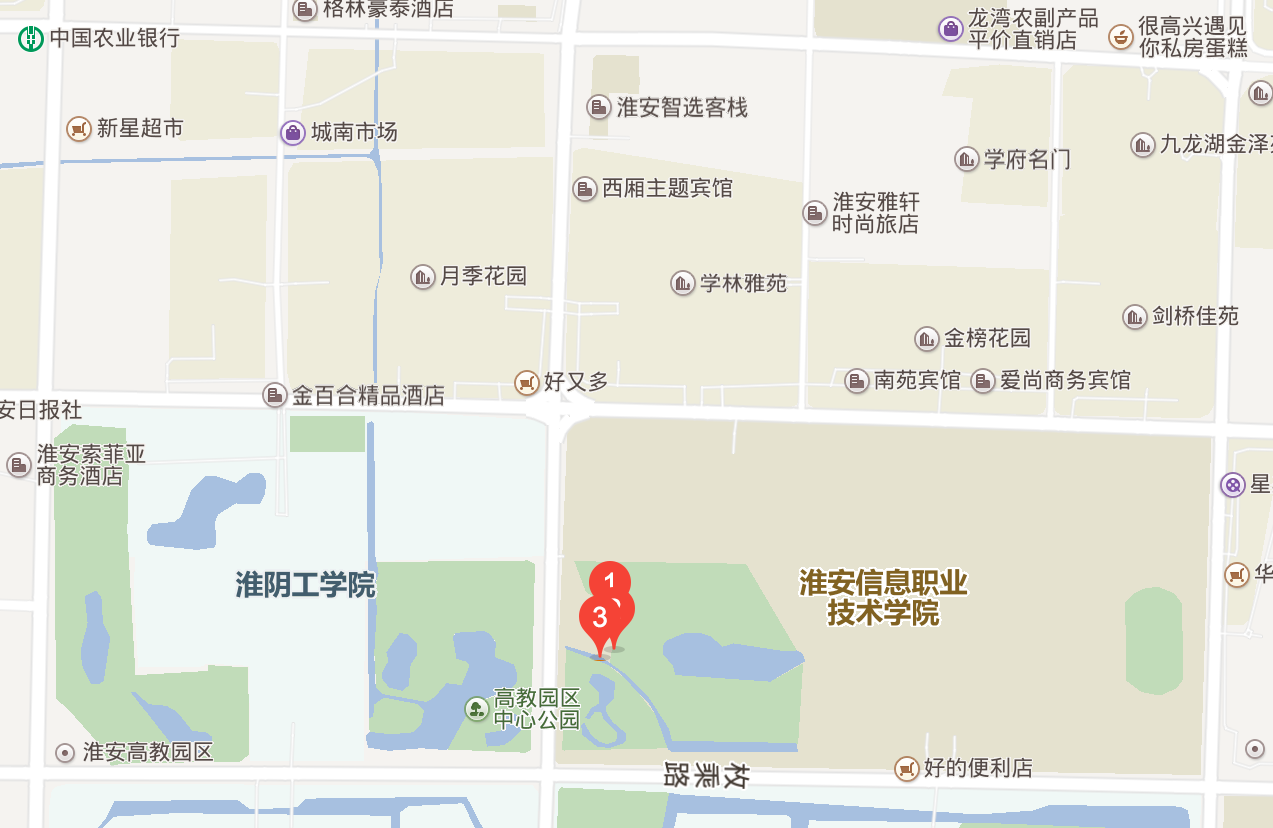 格林豪泰酒店
中国农业银行
龙湾农副产品
平价直销店
很高兴遇见
你私房蛋糕
淮安智选客栈
新星超市
城南市场
九龙湖金泽
学府名门
西厢主题宾馆
淮安雅轩
时尚旅店
月季花园
学林雅苑
剑桥佳苑
金榜花园
好又多
南苑宾馆
爱尚商务宾馆
金百合精品酒店
安日报社
淮安索菲亚
商务酒店
星
华
淮阴工学院
淮安信息职业
技术学院
1
3
高教园区
中心公园
淮安高教园区
好的便利店
枚乘路